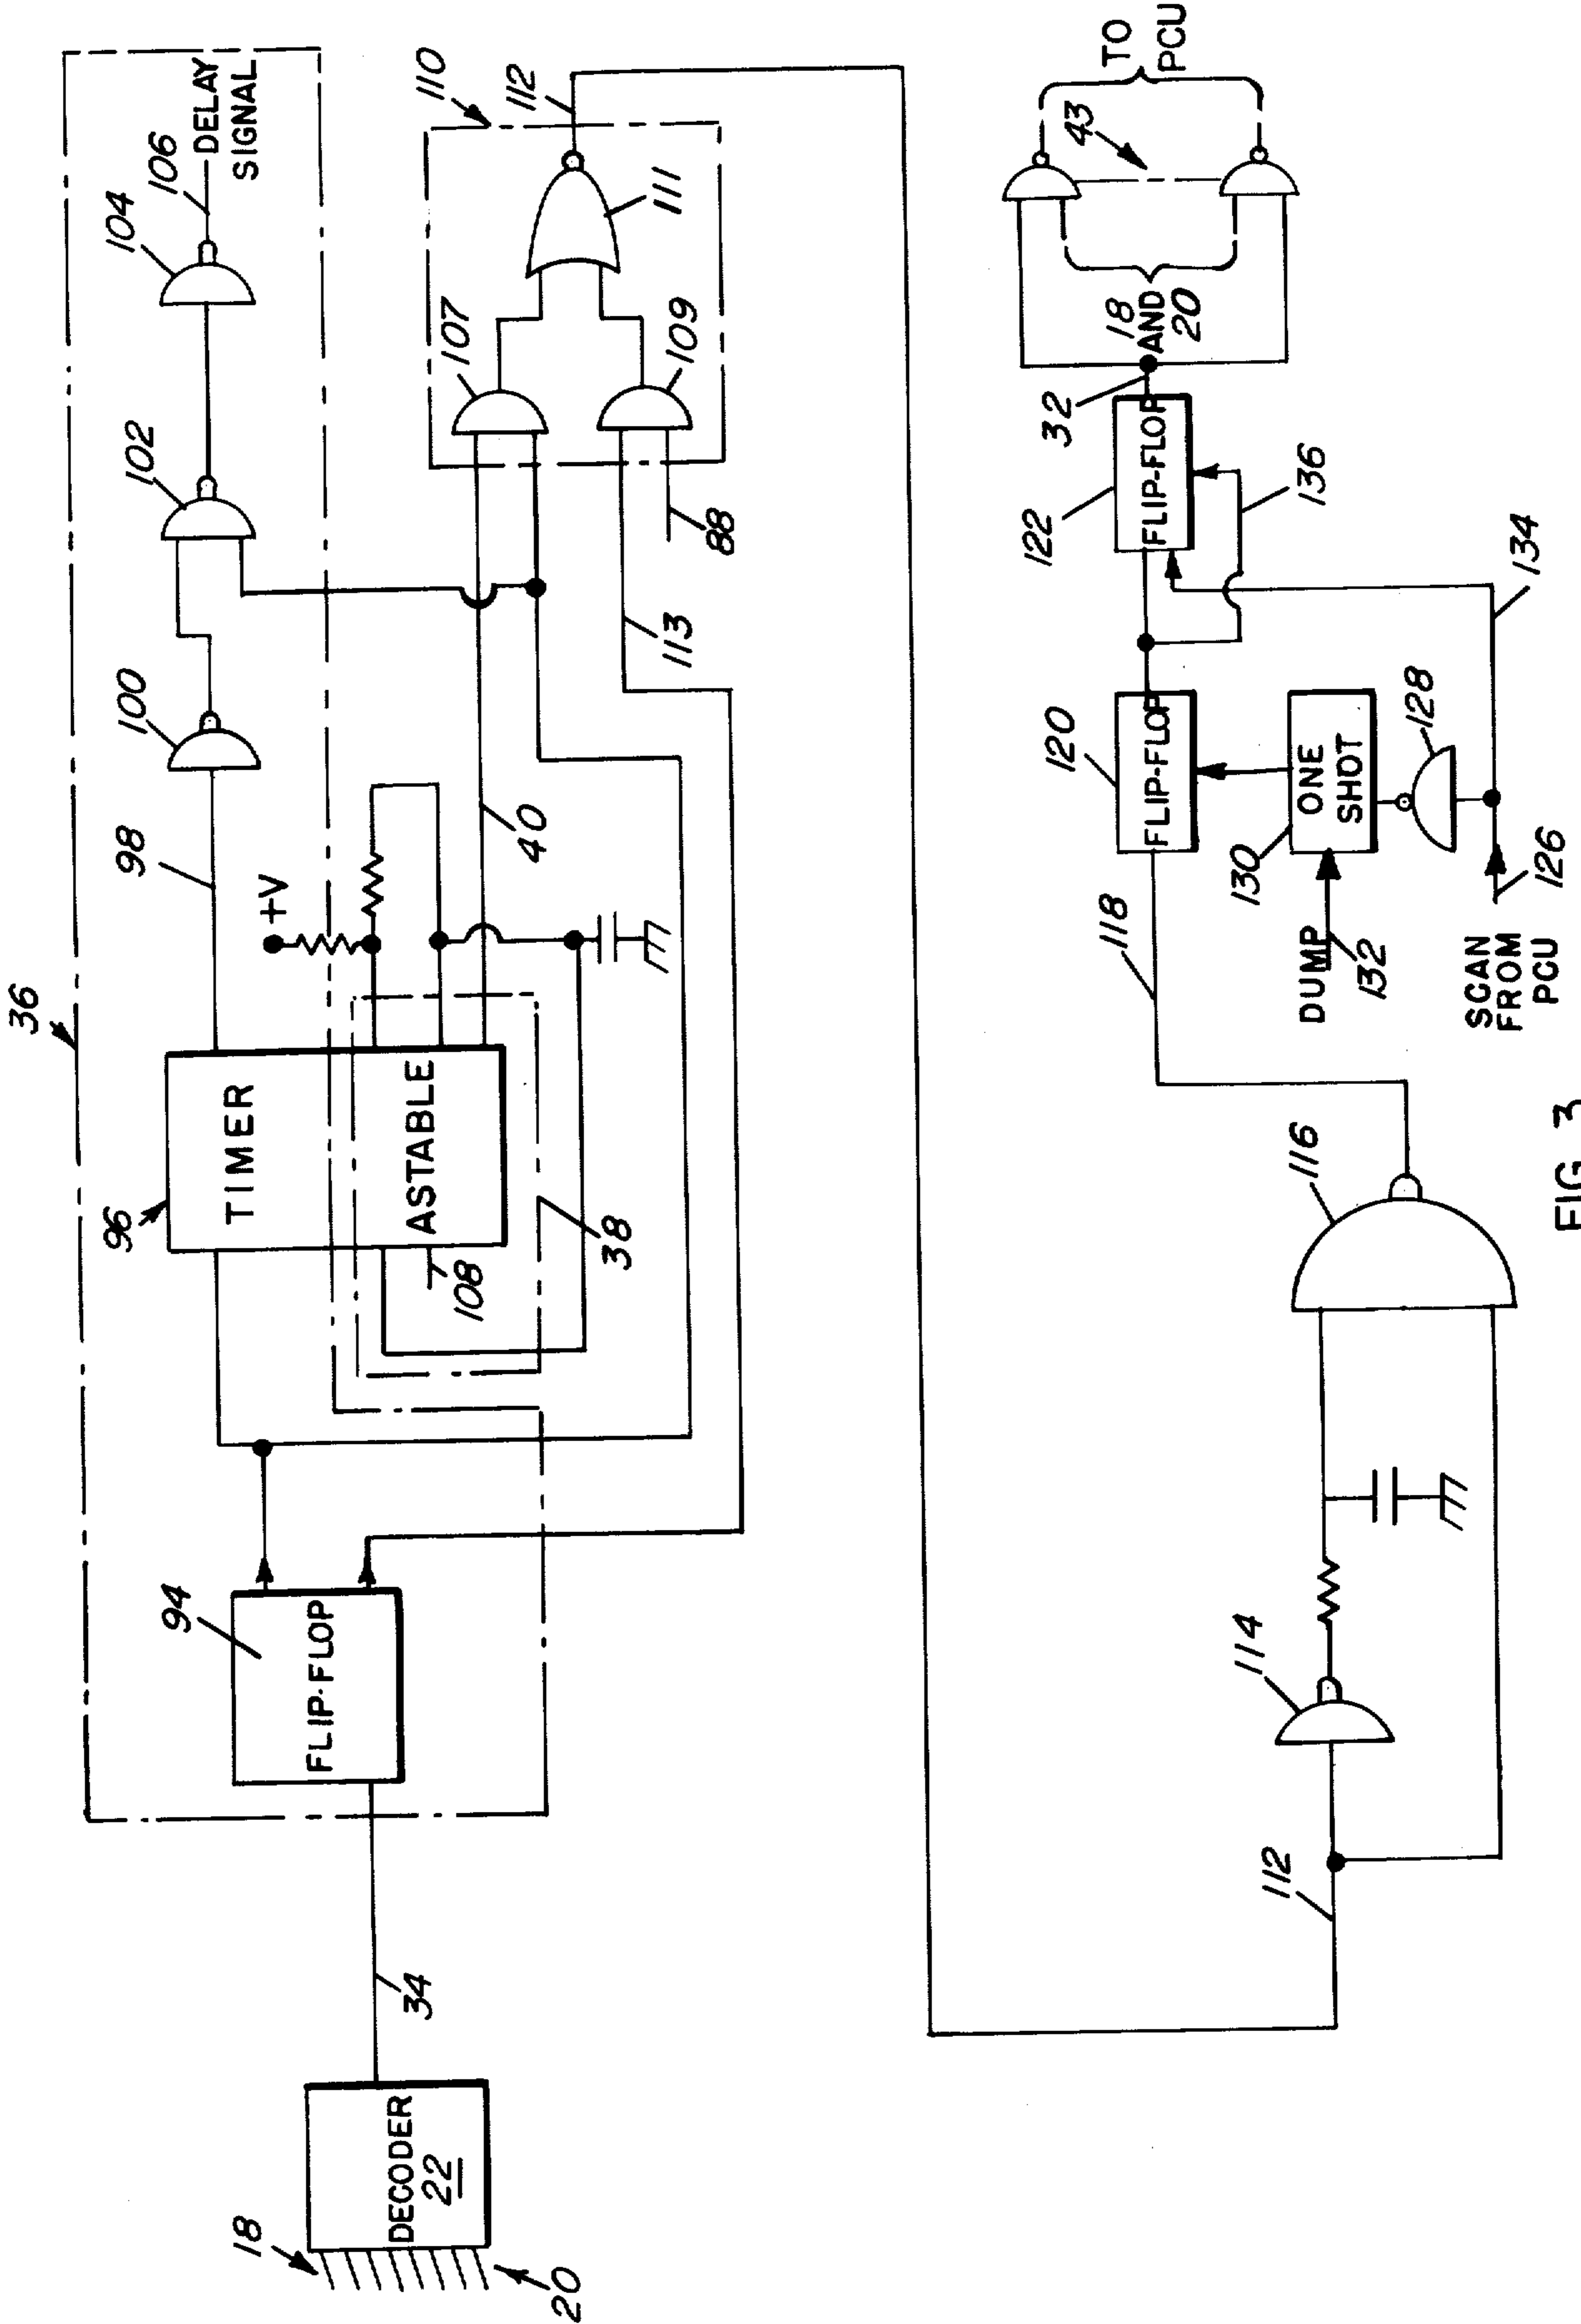 36
96
TIMER
98
100
102
104
106
DELAY
SIGNAL
+V
94
FLIP-FLOP
ASTABLE
108
38
40
107
109
110
111
112
113
88
34
18
DECODER
22
20
112
114
116
118
120
FLIP-FLOP
122
FLIP-FLOP
32
18
AND
20
43
TO
PCU
136
134
130
ONE
SHOT
128
DUMP
132
SCAN
FROM
PCU
126
FIG. 3